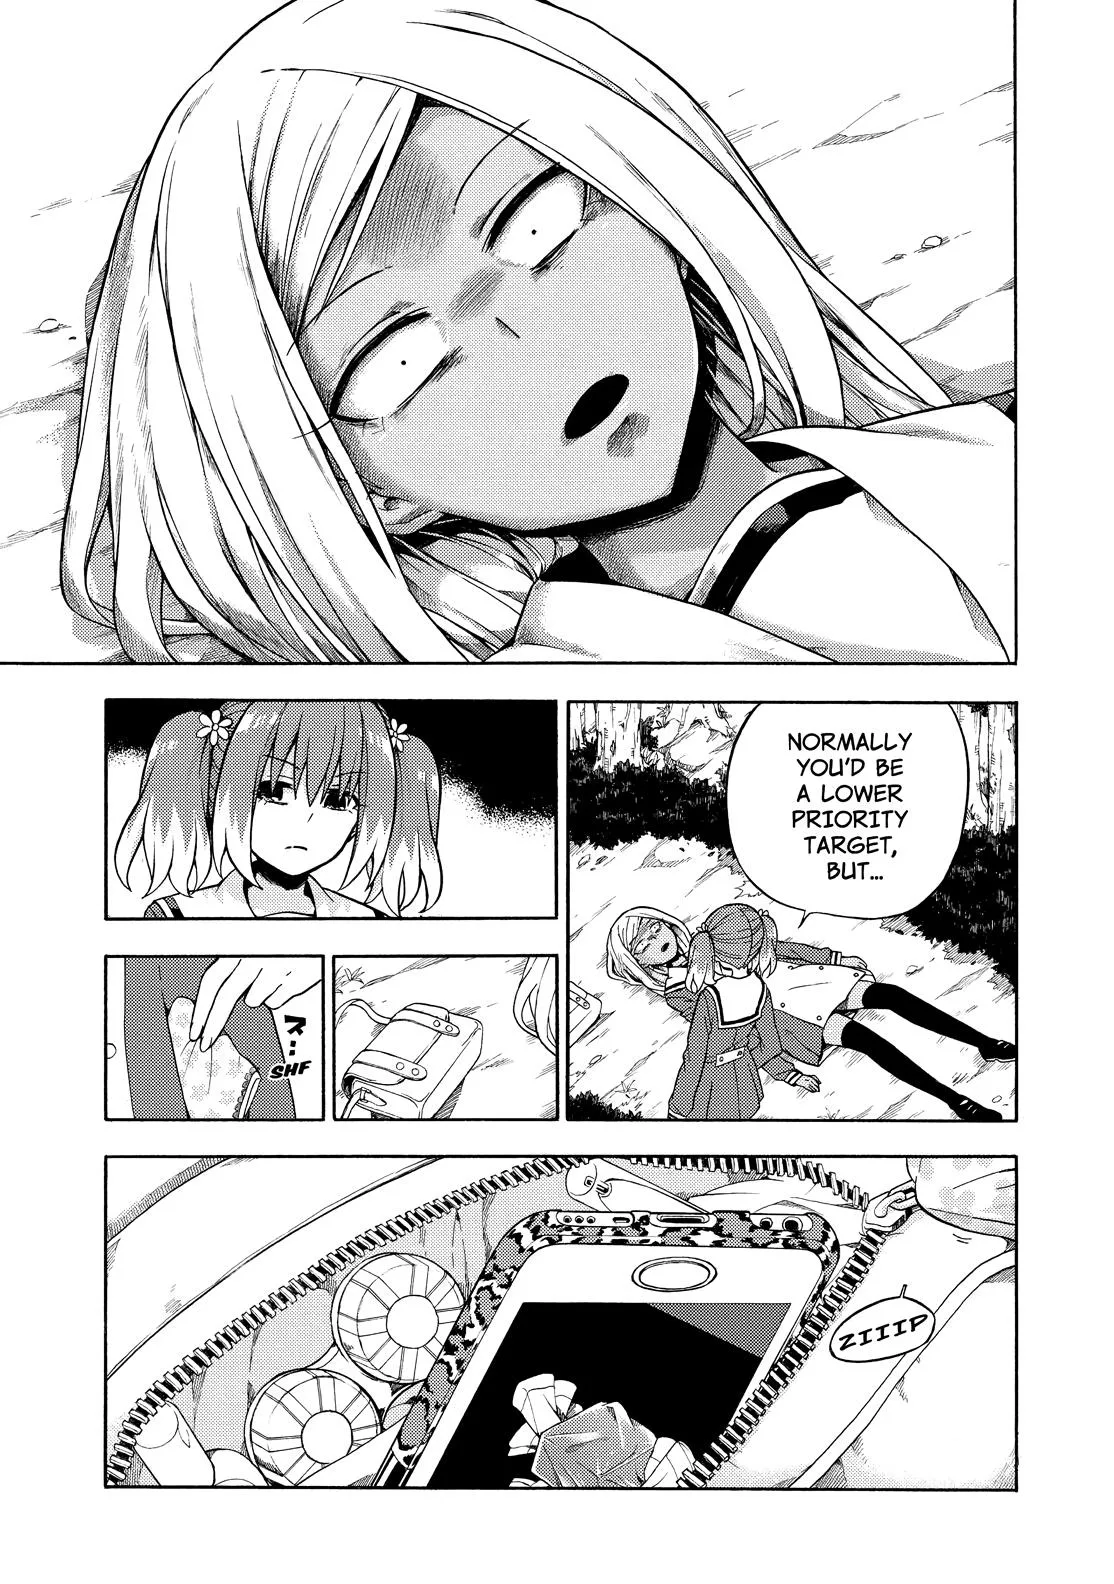 NORMALLY
YOU'D BE
A LOWER
PRIORITY
TARGET,
BUT...
ス…
SHF
ZIIIP